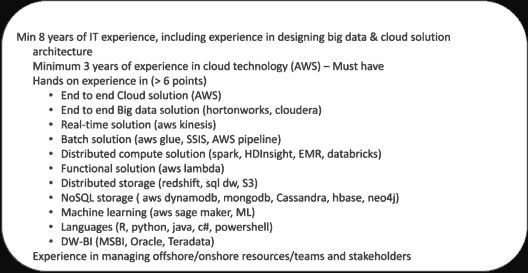 Min 8 years of IT experience, including experience in designing big data & cloud solution
architecture
Minimum 3 years of experience in cloud technology (AWS) – Must have
Hands on experience in (> 6 points)
• End to end Cloud solution (AWS)
• End to end Big data solution (hortonworks, cloudera)
• Real-time solution (aws kinesis)
• Batch solution (aws glue, SSIS, AWS pipeline)
• Distributed compute solution (spark, HDInsight, EMR, databricks)
• Functional solution (aws lambda)
• Distributed storage (redshift, sql dw, S3)
• NoSQL storage ( aws dynamodb, mongodb, Cassandra, hbase, neo4j)
• Machine learning (aws sage maker, ML)
• Languages (R, python, java, c#, powershell)
• DW-BI (MSBI, Oracle, Teradata)
Experience in managing offshore/onshore resources/teams and stakeholders